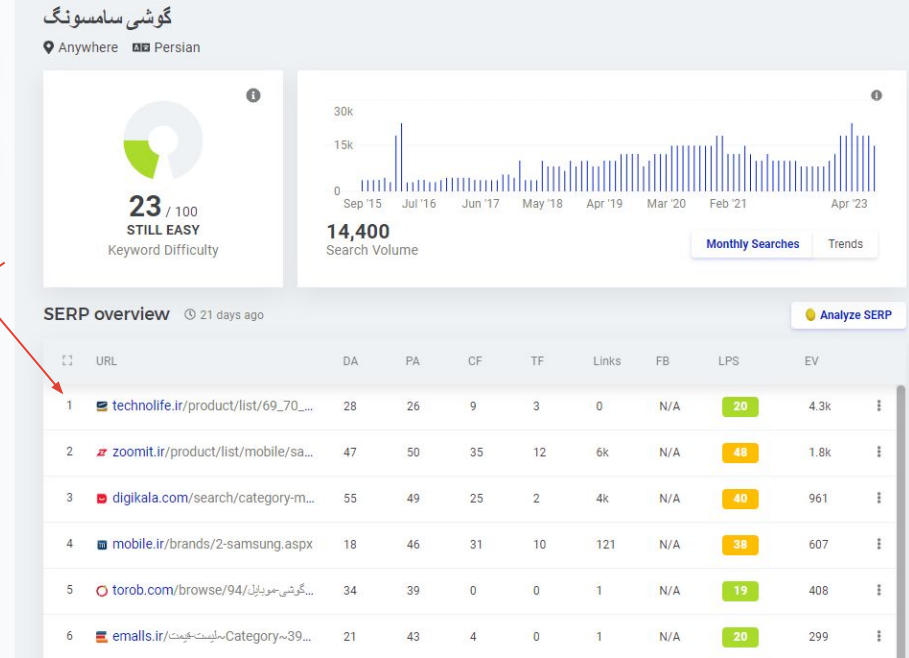 گوشی سامسونگ
Anywhere Persian
23 / 100
STILL EASY
Keyword Difficulty
30k
15k
0
Sep '15 Jul '16 Jun '17 May '18 Apr '19 Mar '20 Feb '21 Apr '23
14,400
Search Volume
Monthly Searches Trends
SERP overview 21 days ago Analyze SERP
URL DA PA CF TF Links FB LPS EV
1 technolife.ir/product/list/69_70_... 28 26 9 3 0 N/A 20 4.3k
2 zoomit.ir/product/list/mobile/sa... 47 50 35 12 6k N/A 48 1.8k
3 digikala.com/search/category-m... 55 49 25 2 4k N/A 40 961
4 mobile.ir/brands/2-samsung.aspx 18 46 31 10 121 N/A 38 607
5 torob.com/browse/94/گوشی-موبایل... 34 39 0 0 1 N/A 19 408
6 emalls.ir/لیست-قیمت~Category~39... 21 43 4 0 1 N/A 20 299